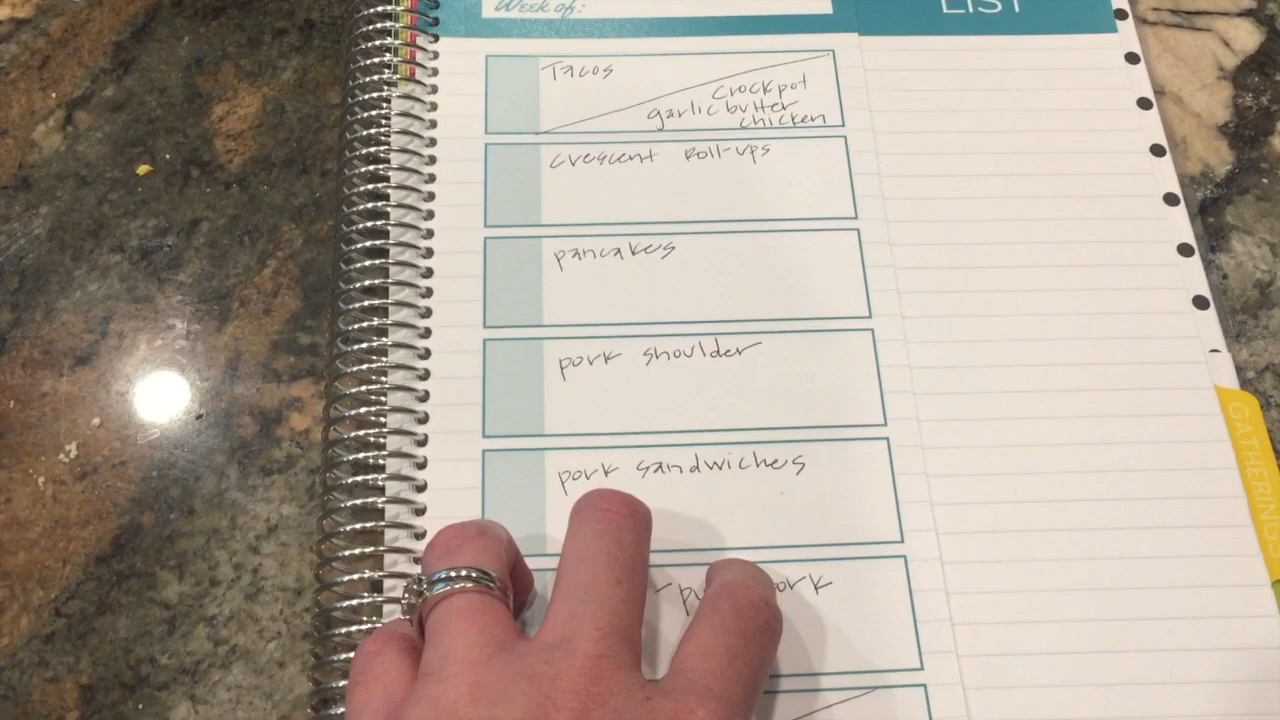 Week of:
LIST
Tacos
crockpot
garlic butter
chicken
crescent roll-ups
pancakes
pork shoulder
pork sandwiches
GATHERINGS